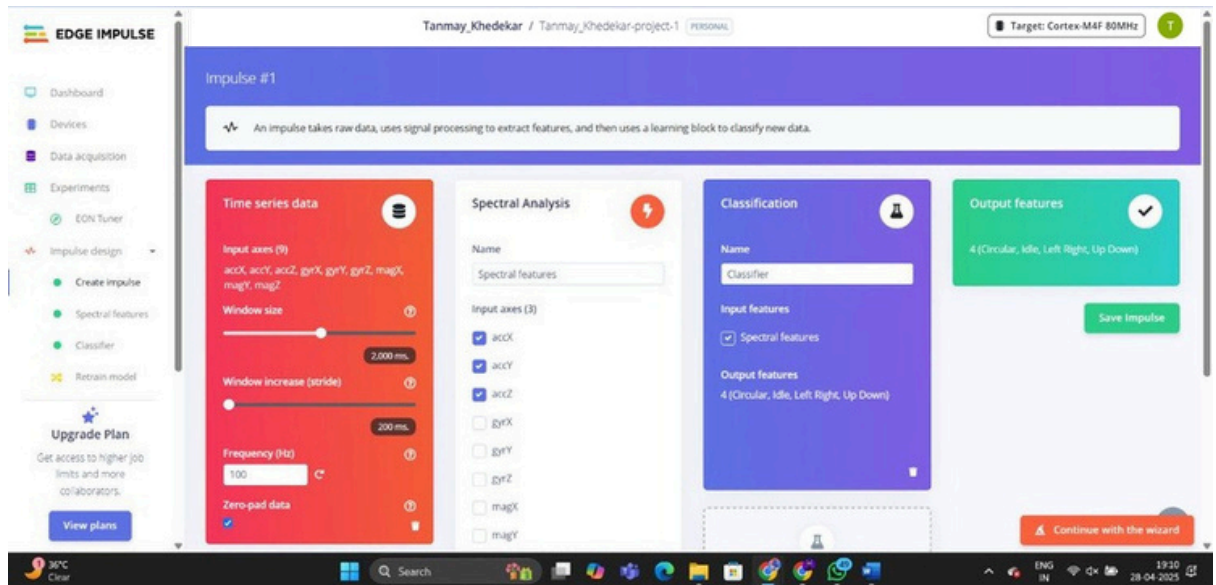 EDGE IMPULSE
Tanmay_Khedekar / Tanmay_Khedekar-project-1 PERSONAL
Target: Cortex-M4F 80MHz
T
Dashboard
Devices
Data acquisition
Experiments
EON Tuner
Impulse design
Create impulse
Spectral features
Classifier
Retrain model
Upgrade Plan
Get access to higher job
limits and more
collaborators.
View plans
Impulse #1
An impulse takes raw data, uses signal processing to extract features, and then uses a learning block to classify new data.
Time series data
Input axes (9)
accX, accY, accZ, gyrX, gyrY, gyrZ, magX,
magY, magZ
Window size
2,000 ms.
Window increase (stride)
200 ms.
Frequency (Hz)
100
Zero-pad data
Spectral Analysis
Name
Spectral features
Input axes (3)
accX
accY
accZ
gyrX
gyrY
gyrZ
magX
magY
Classification
Name
Classifier
Input features
Spectral features
Output features
4 (Circular, Idle, Left Right, Up Down)
Output features
4 (Circular, Idle, Left Right, Up Down)
Save Impulse
Continue with the wizard
1
36°C
Clear
Search
ENG
IN
19:10
28-04-2025